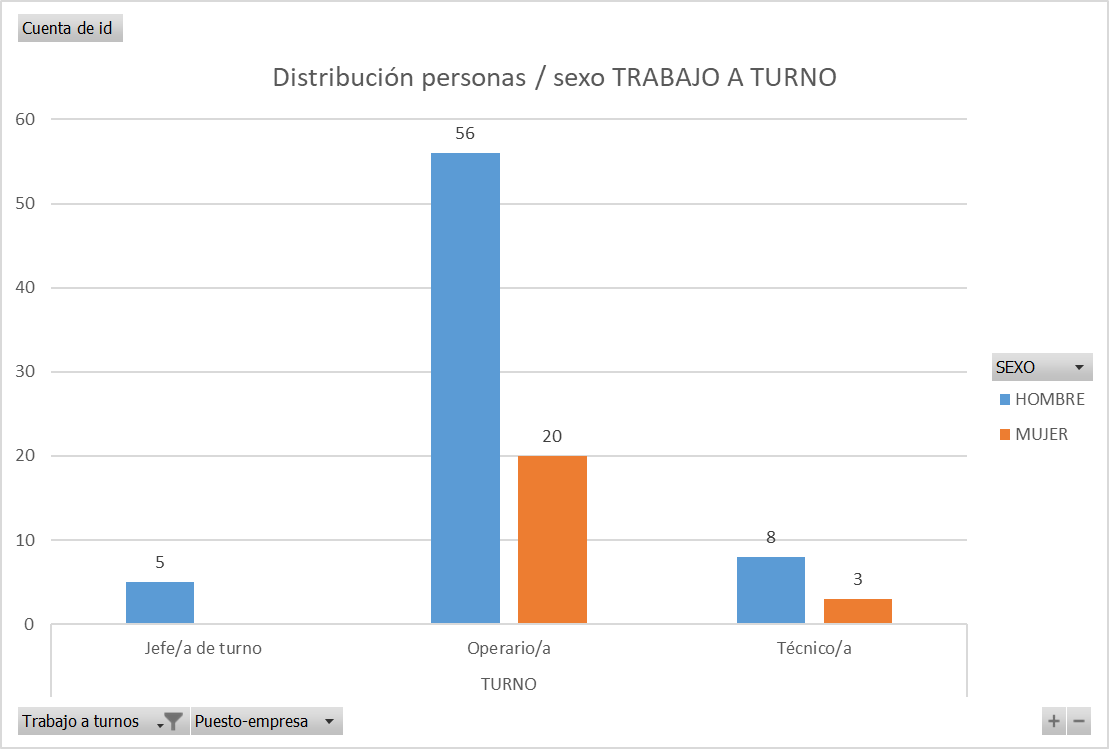 Cuenta de id
Distribución personas / sexo TRABAJO A TURNO
60
50
40
30
20
10
0
5
56
20
8
3
Jefe/a de turno
Operario/a
Técnico/a
TURNO
SEXO
HOMBRE
MUJER
Trabajo a turnos
Puesto-empresa
+ −